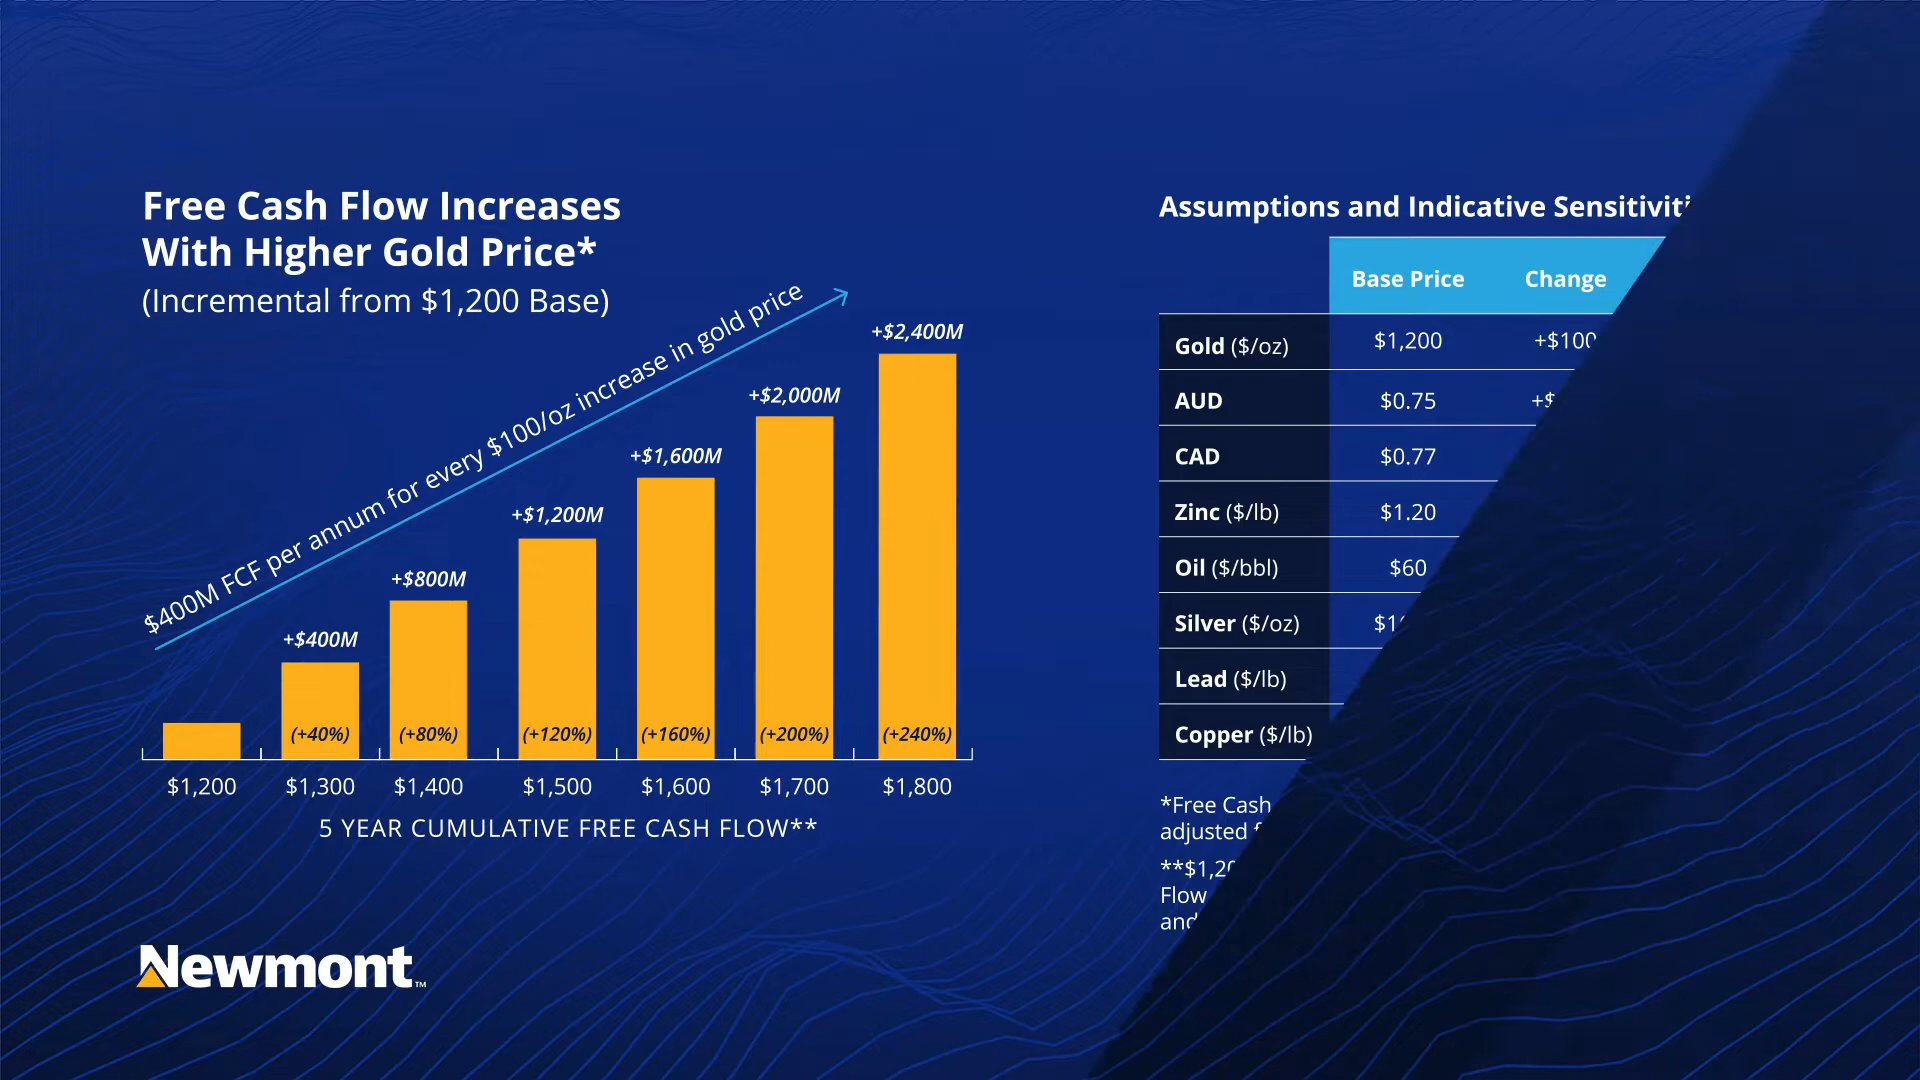 Free Cash Flow Increases
With Higher Gold Price*
(Incremental from $1,200 Base)
$400M FCF per annum for every $100/oz increase in gold price
+$400M
+$800M
+$1,200M
+$1,600M
+$2,000M
+$2,400M
(+40%) (+80%) (+120%) (+160%) (+200%) (+240%)
$1,200 $1,300 $1,400 $1,500 $1,600 $1,700 $1,800
5 YEAR CUMULATIVE FREE CASH FLOW**
Newmont™
Assumptions and Indicative
Base Price Change
Gold ($/oz) $1,200 +$100
AUD $0.75
CAD $0.77
Zinc ($/lb) $1.20
Oil ($/bbl) $60
Silver ($/oz)
Lead ($/lb)
Copper ($/lb)
*Free Cash
adjusted
Flow
and